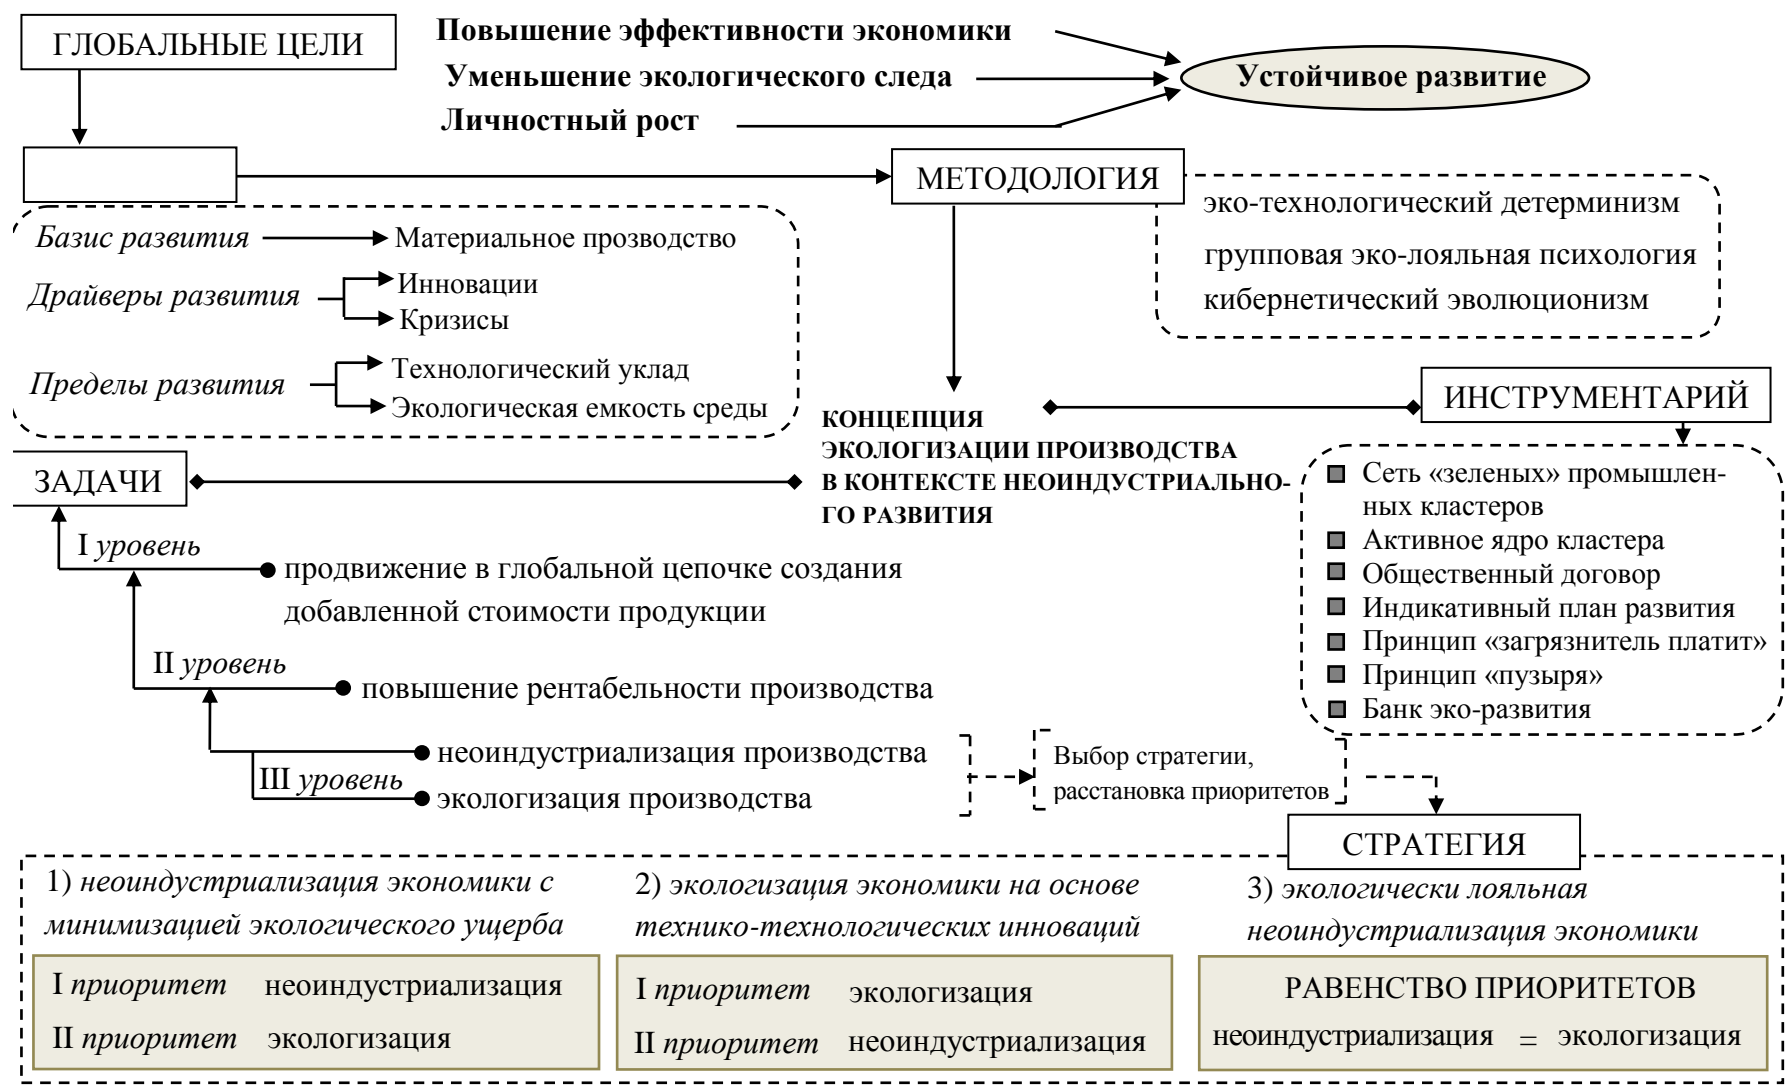 ГЛОБАЛЬНЫЕ ЦЕЛИ
Повышение эффективности экономики
Уменьшение экологического следа
Личностный рост
Устойчивое развитие
МЕТОДОЛОГИЯ
эко-технологический детерминизм
групповая эко-лояльная психология
кибернетический эволюционизм
Базис развития
Материальное прозводство
Драйверы развития
Инновации
Кризисы
Пределы развития
Технологический уклад
Экологическая емкость среды
КОНЦЕПЦИЯ
ЭКОЛОГИЗАЦИИ ПРОИЗВОДСТВА
В КОНТЕКСТЕ НЕОИНДУСТРИАЛЬНО-
ГО РАЗВИТИЯ
ИНСТРУМЕНТАРИЙ
Сеть «зеленых» промышлен-
ных кластеров
Активное ядро кластера
Общественный договор
Индикативный план развития
Принцип «загрязнитель платит»
Принцип «пузыря»
Банк эко-развития
ЗАДАЧИ
I уровень
продвижение в глобальной цепочке создания
добавленной стоимости продукции
II уровень
повышение рентабельности производства
неоиндустриализация производства
III уровень
экологизация производства
Выбор стратегии,
расстановка приоритетов
СТРАТЕГИЯ
1) неоиндустриализация экономики с
минимизацией экологического ущерба
I приоритет неоиндустриализация
II приоритет экологизация
2) экологизация экономики на основе
технико-технологических инноваций
I приоритет экологизация
II приоритет неоиндустриализация
3) экологически лояльная
неоиндустриализация экономики
РАВЕНСТВО ПРИОРИТЕТОВ
неоиндустриализация = экологизация